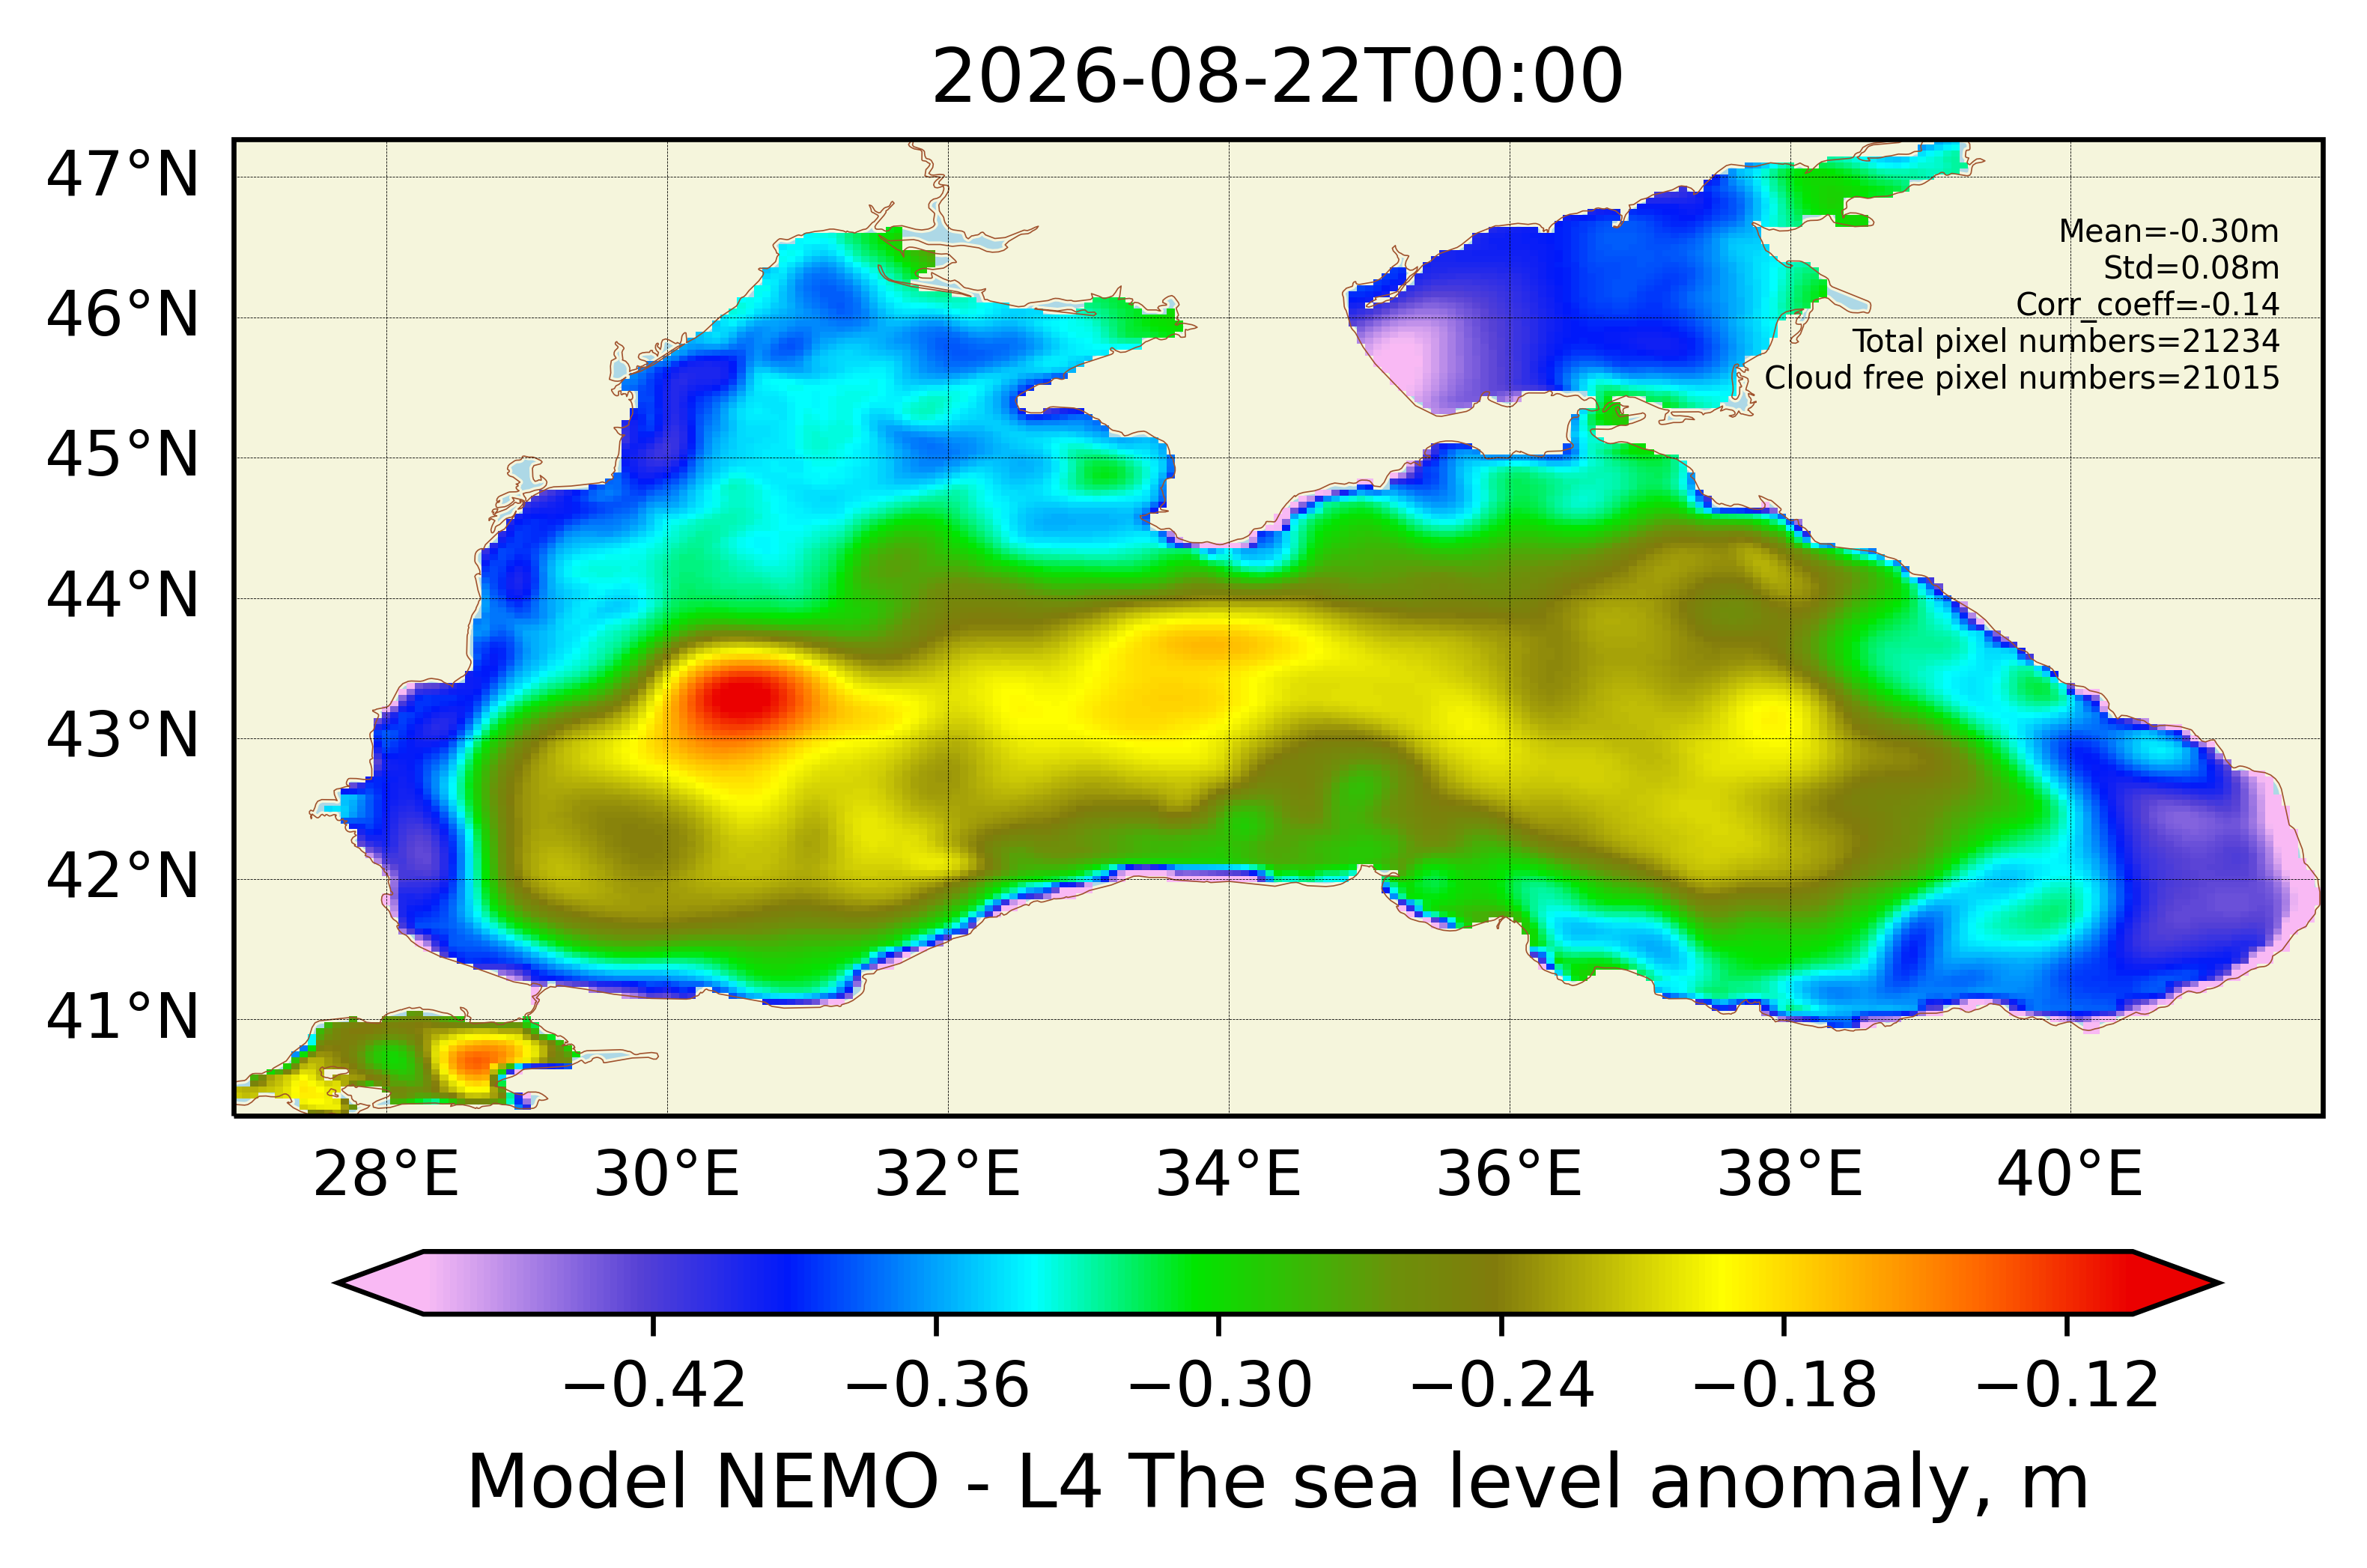 2026-08-22T00:00
47°N
46°N
45°N
44°N
43°N
42°N
41°N
Mean=-0.30m
Std=0.08m
Corr_coeff=-0.14
Total pixel numbers=21234
Cloud free pixel numbers=21015
28°E 30°E 32°E 34°E 36°E 38°E 40°E
−0.42 −0.36 −0.30 −0.24 −0.18 −0.12
Model NEMO - L4 The sea level anomaly, m